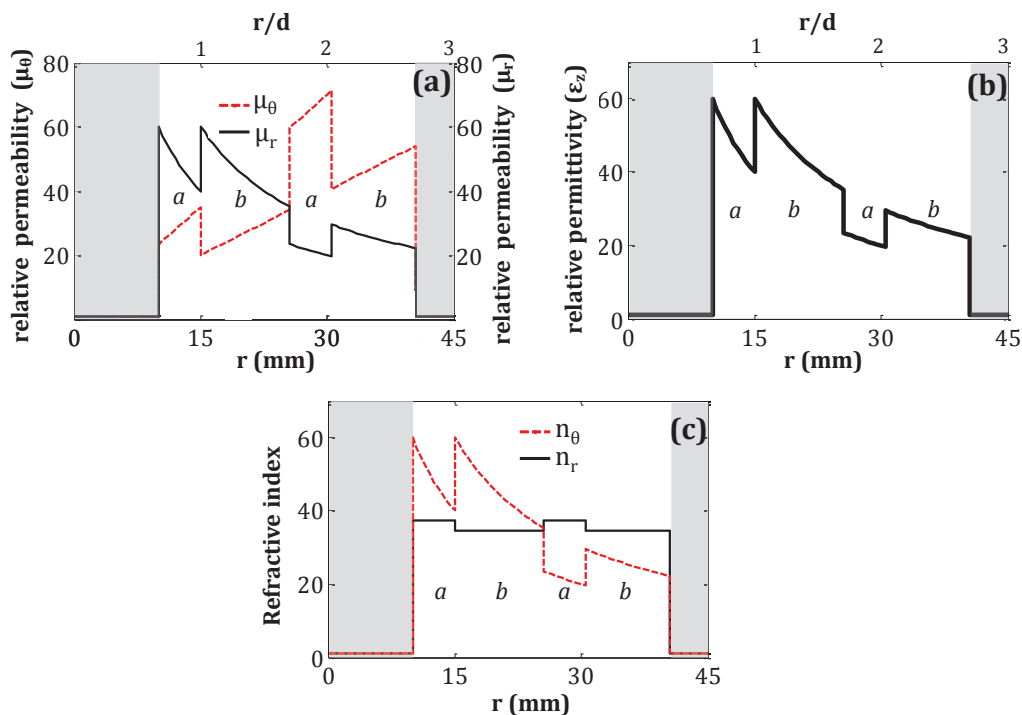 r/d
1 2 3
relative permeability (μθ)
80
60
40
20
(a)
μθ
μr
a b a b
80
60
40
20
relative permeability (μr)
0 15 30 45
r (mm)
r/d
1 2 3
relative permittivity (εz)
60
40
20
0
(b)
a b a b
0 15 30 45
r (mm)
Refractive index
60
40
20
0
(c)
nθ
nr
a b a b
0 15 30 45
r (mm)